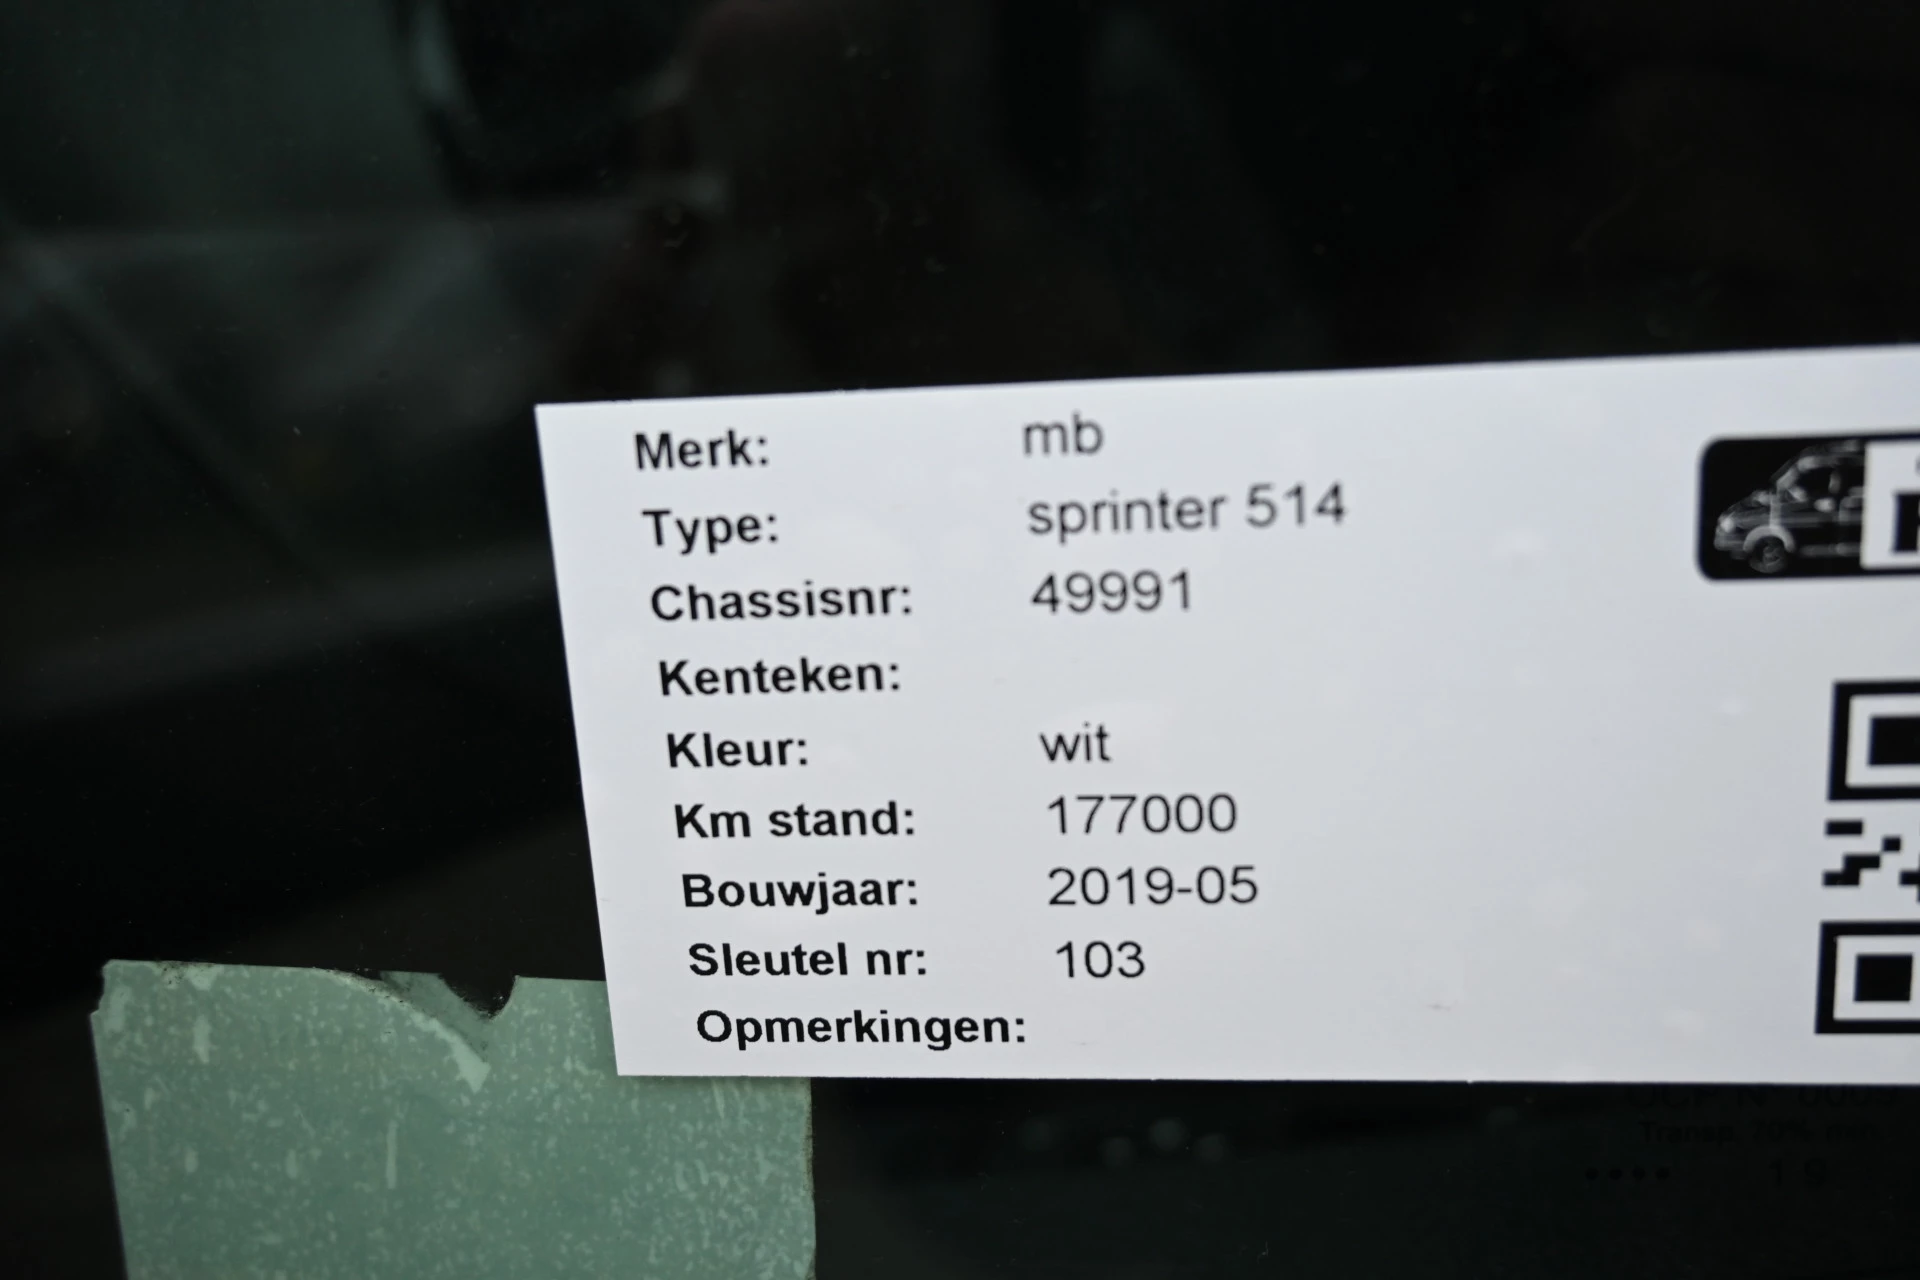 Merk: mb
Type: sprinter 514
Chassisnr: 49991
Kenteken:
Kleur: wit
Km stand: 177000
Bouwjaar: 2019-05
Sleutel nr: 103
Opmerkingen: